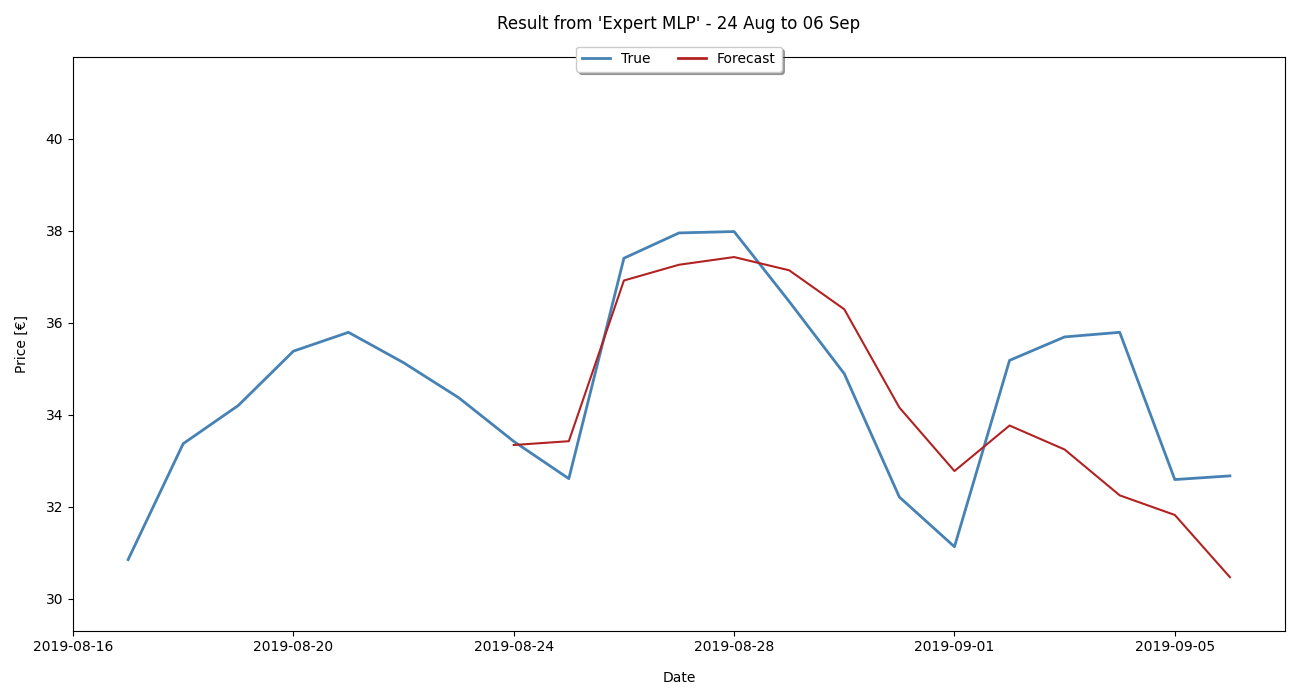 Result from 'Expert MLP' - 24 Aug to 06 Sep
True Forecast
40
38
36
34
32
30
Price [€]
2019-08-16 2019-08-20 2019-08-24 2019-08-28 2019-09-01 2019-09-05
Date